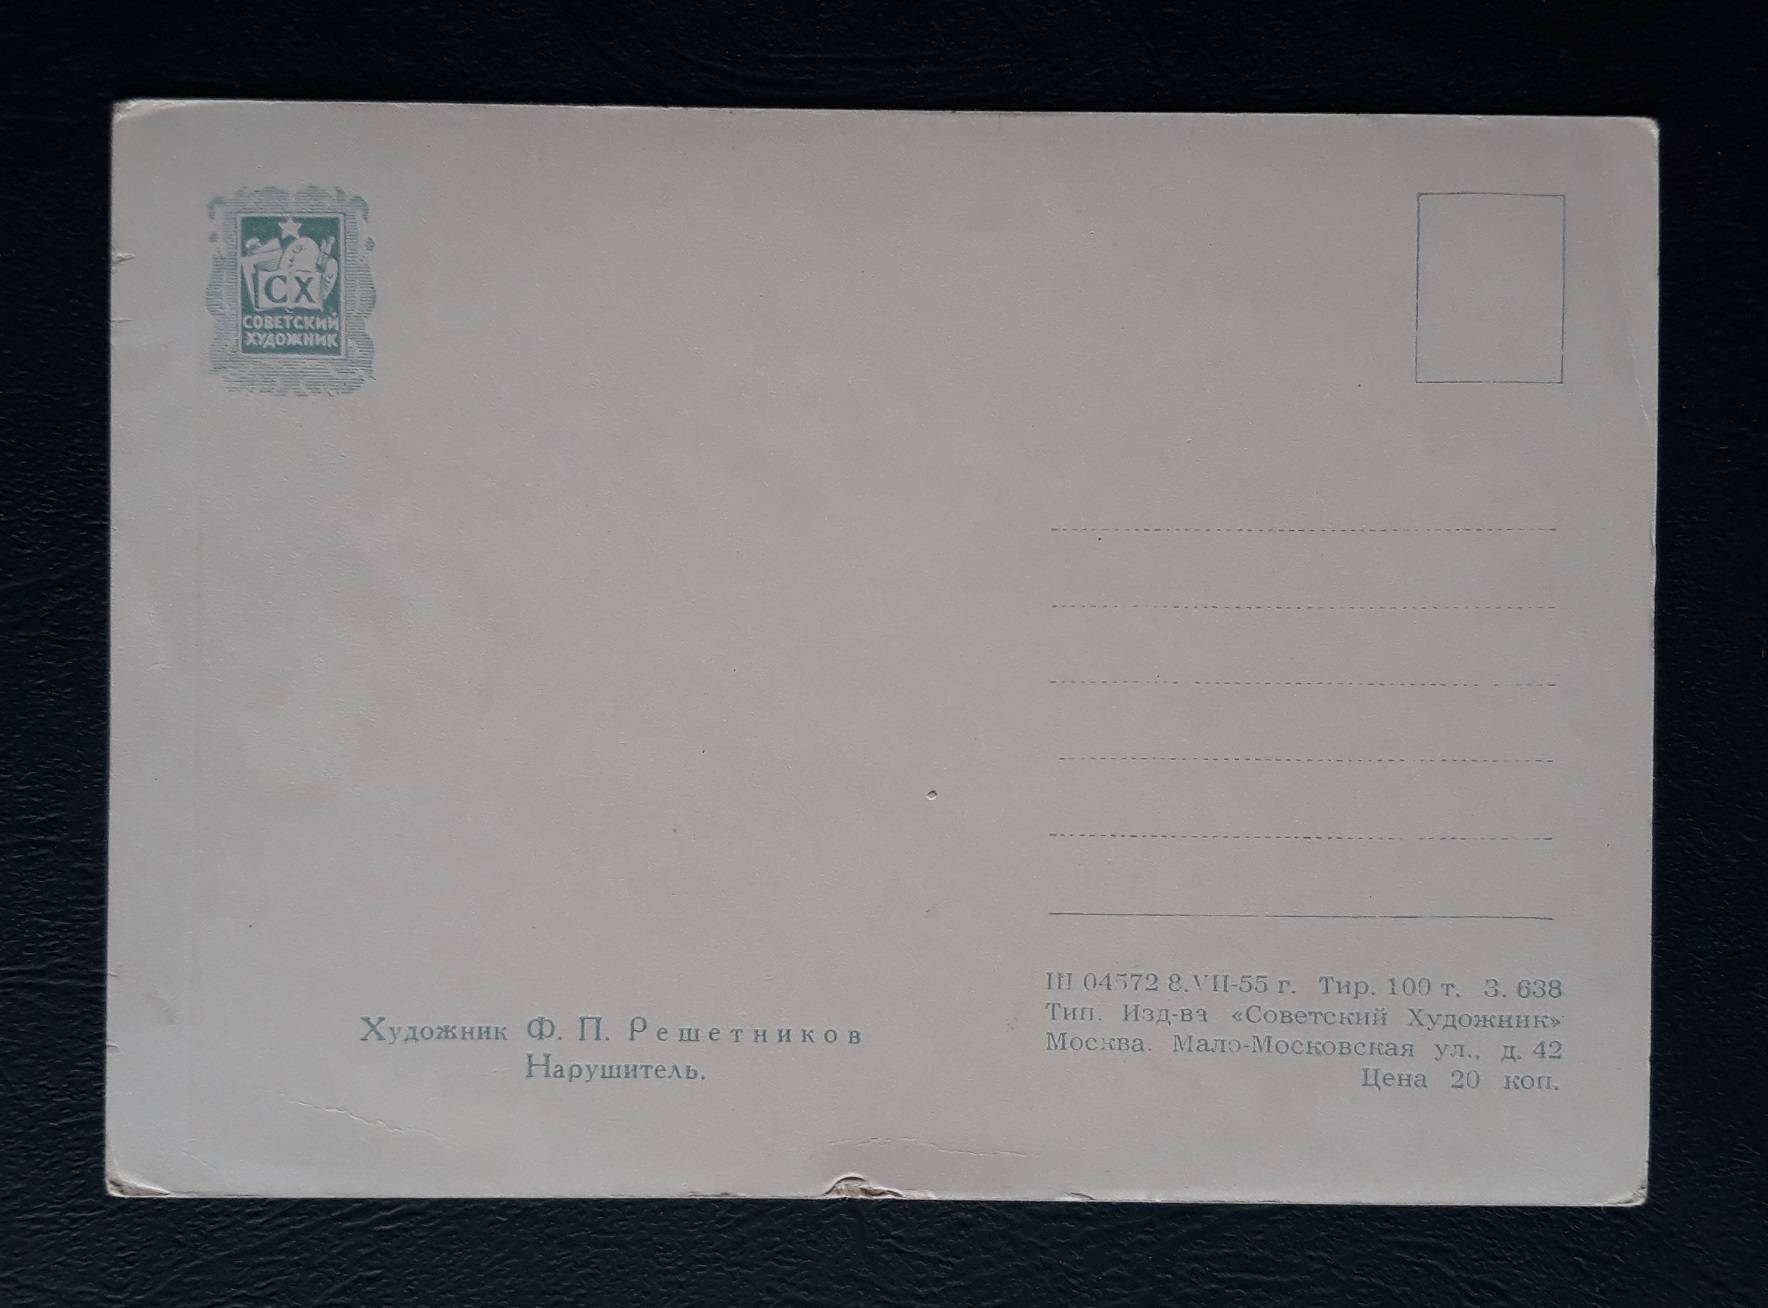 СХ
СОВЕТСКИЙ
ХУДОЖНИК
Художник Ф. П. Решетников
Нарушитель.
Ш 04572 8.VII-55 г. Тир. 100 т. З. 638
Тип. Изд-ва «Советский Художник»
Москва. Мало-Московская ул., д. 42
Цена 20 коп.